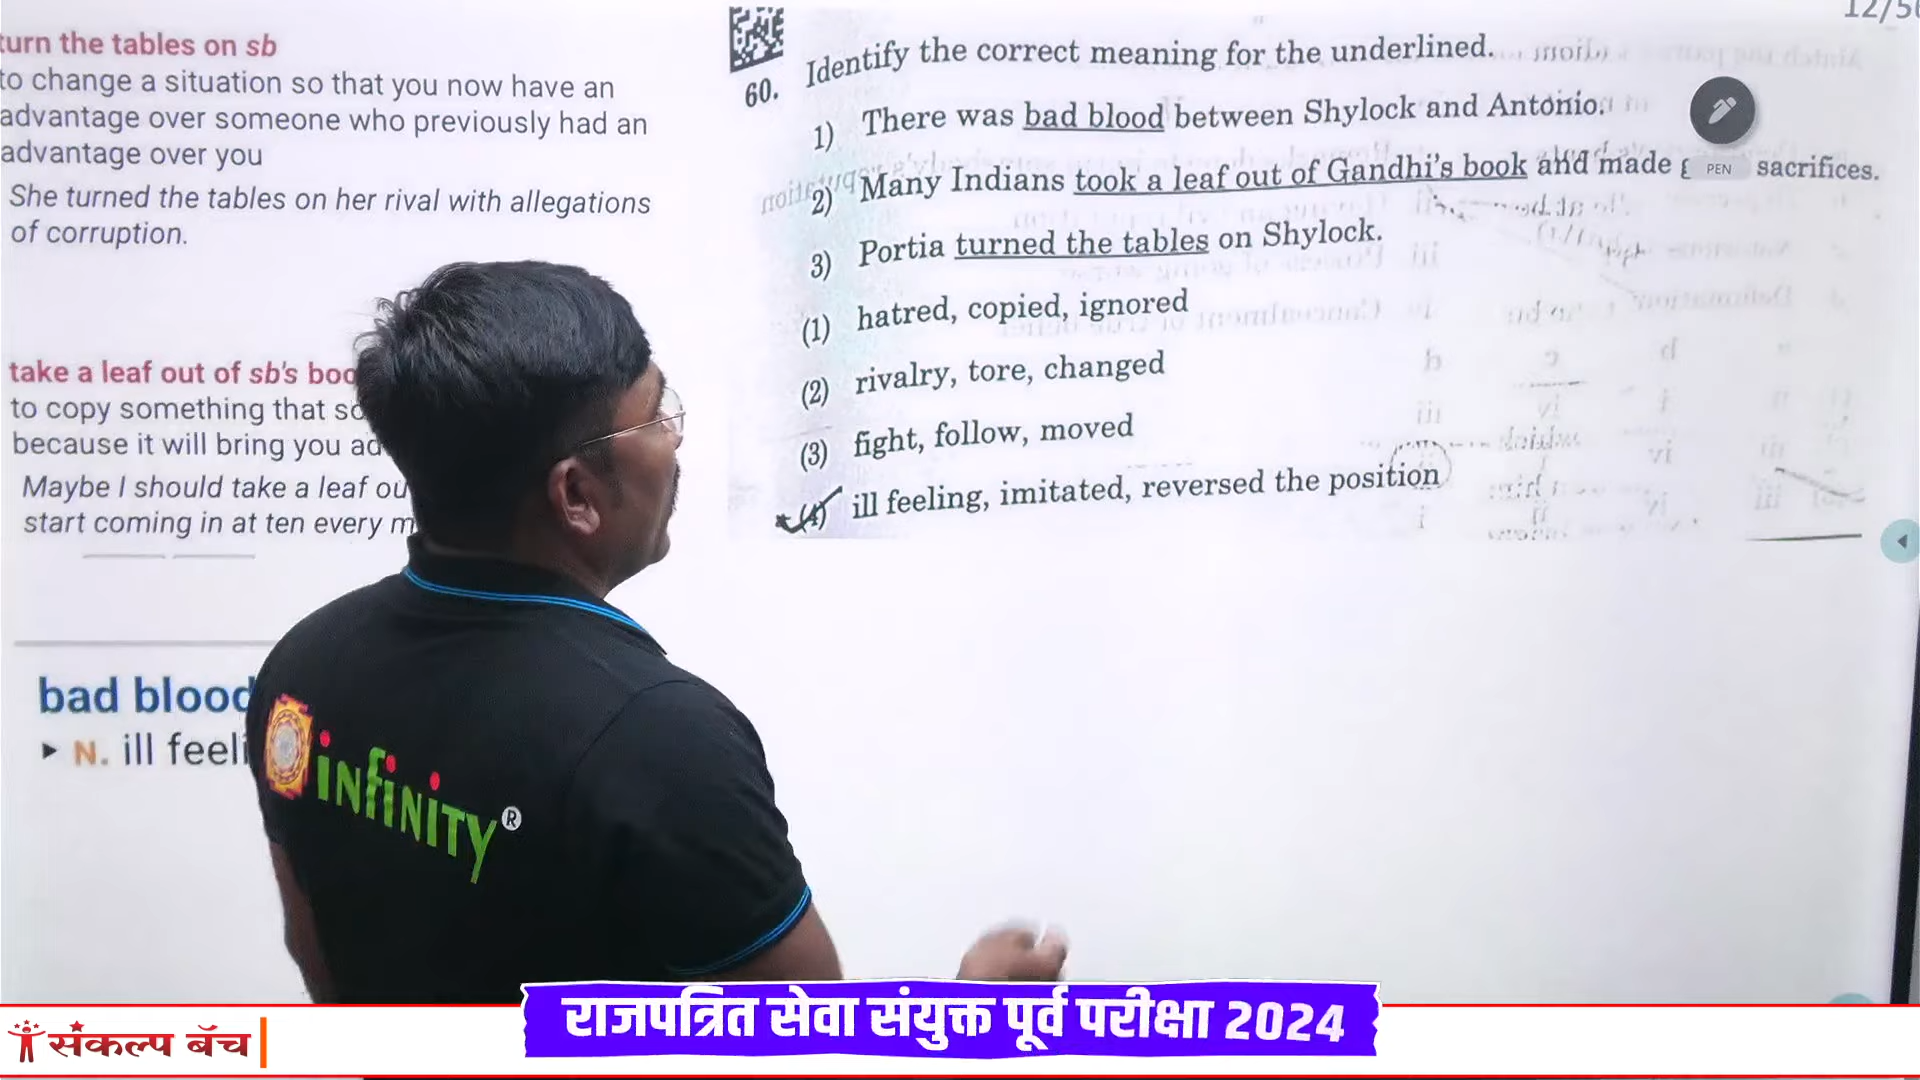 turn the tables on sb
to change a situation so that you now have an
advantage over someone who previously had an
advantage over you
She turned the tables on her rival with allegations
of corruption.
take a leaf out of sb's
to copy something that
because it will bring you
Maybe I should take a leaf
start coming in at ten every
bad blood
N. ill
12/
60. Identify the correct meaning for the underlined.
1) There was bad blood between Shylock and Antonio.
2) Many Indians took a leaf out of Gandhi's book and made sacrifices.
PEN
3) Portia turned the tables on Shylock.
(1) hatred, copied, ignored
(2) rivalry, tore, changed
(3) fight, follow, moved
(4) ill feeling, imitated, reversed the position
infinity®
संकल्प बॅच
राजपत्रित सेवा संयुक्त पूर्व परीक्षा 2024